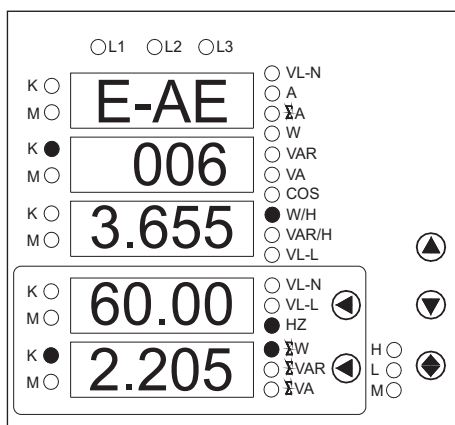 L1 L2 L3
K
M
E-AE
K
M
006
K
M
3.655
VL-N
A
ΣA
W
VAR
VA
COS
W/H
VAR/H
VL-L
K
M
60.00
VL-N
VL-L
HZ
K
M
2.205
ΣW
ΣVAR
ΣVA
H
L
M